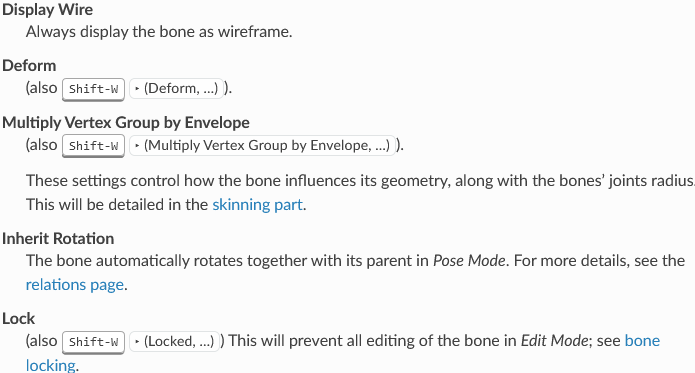 Display Wire
Always display the bone as wireframe.
Deform
(also Shift-W ‣ (Deform, …) ).
Multiply Vertex Group by Envelope
(also Shift-W ‣ (Multiply Vertex Group by Envelope, …) ).
These settings control how the bone influences its geometry, along with the bones’ joints radius.
This will be detailed in the skinning part.
Inherit Rotation
The bone automatically rotates together with its parent in Pose Mode. For more details, see the
relations page.
Lock
(also Shift-W ‣ (Locked, …) ) This will prevent all editing of the bone in Edit Mode; see bone
locking.